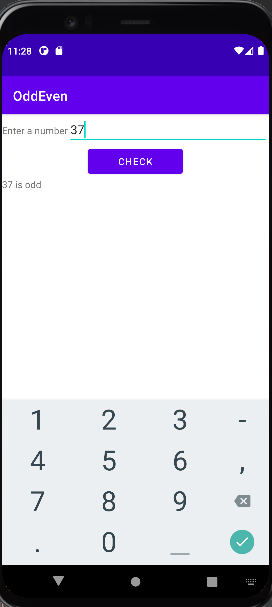 11:28
OddEven
Enter a number 37
CHECK
37 is odd
1 2 3 -
4 5 6 ,
7 8 9
. 0 _